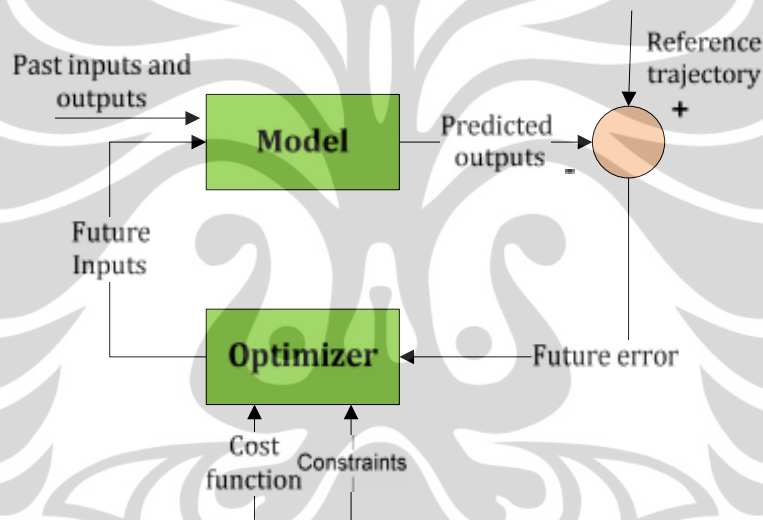 Reference
trajectory
+
Past inputs and
outputs
Model
Predicted
outputs
-
Future
Inputs
Optimizer
Future error
Cost
function
Constraints